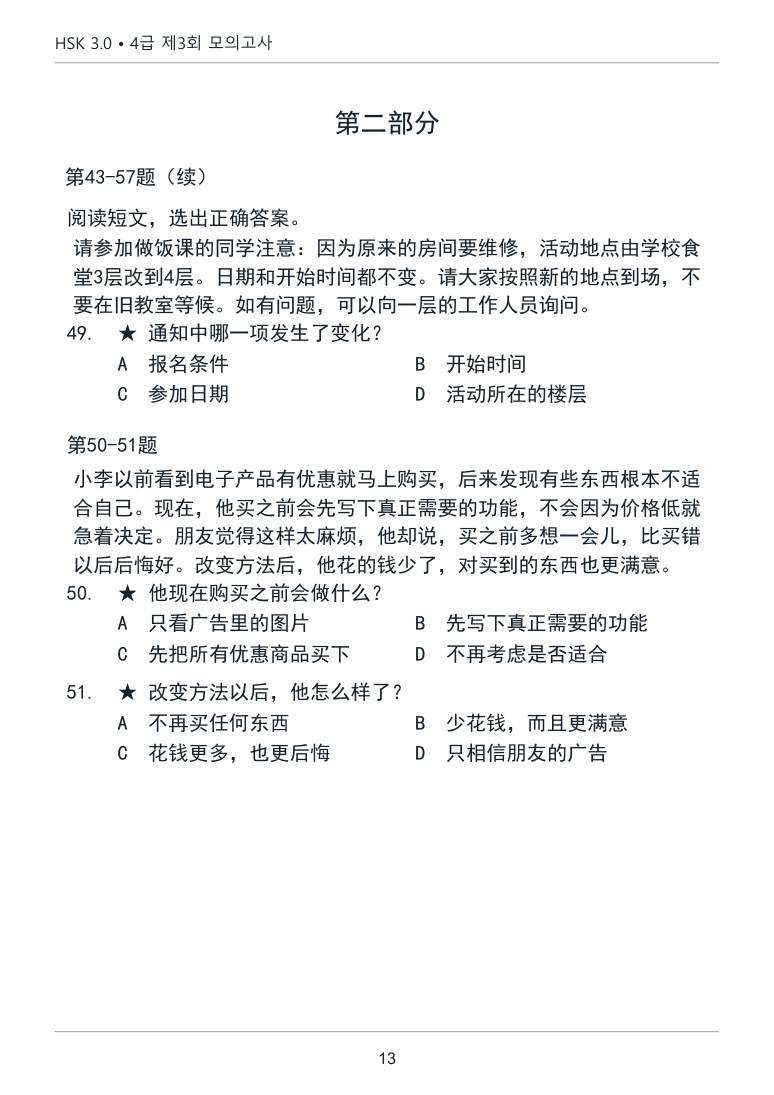 HSK 3.0 • 4급 제3회 모의고사
第二部分
第43-57题（续）
阅读短文，选出正确答案。
请参加做饭课的同学注意：因为原来的房间要维修，活动地点由学校食
堂3层改到4层。日期和开始时间都不变。请大家按照新的地点到场，不
要在旧教室等候。如有问题，可以向一层的工作人员询问。
49. ★ 通知中哪一项发生了变化？
A 报名条件 B 开始时间
C 参加日期 D 活动所在的楼层
第50-51题
小李以前看到电子产品有优惠就马上购买，后来发现有些东西根本不适
合自己。现在，他买之前会先写下真正需要的功能，不会因为价格低就
急着决定。朋友觉得这样太麻烦，他却说，买之前多想一会儿，比买错
以后后悔好。改变方法后，他花的钱少了，对买到的东西也更满意。
50. ★ 他现在购买之前会做什么？
A 只看广告里的图片 B 先写下真正需要的功能
C 先把所有优惠商品买下 D 不再考虑是否适合
51. ★ 改变方法以后，他怎么样了？
A 不再买任何东西 B 少花钱，而且更满意
C 花钱更多，也更后悔 D 只相信朋友的广告
13